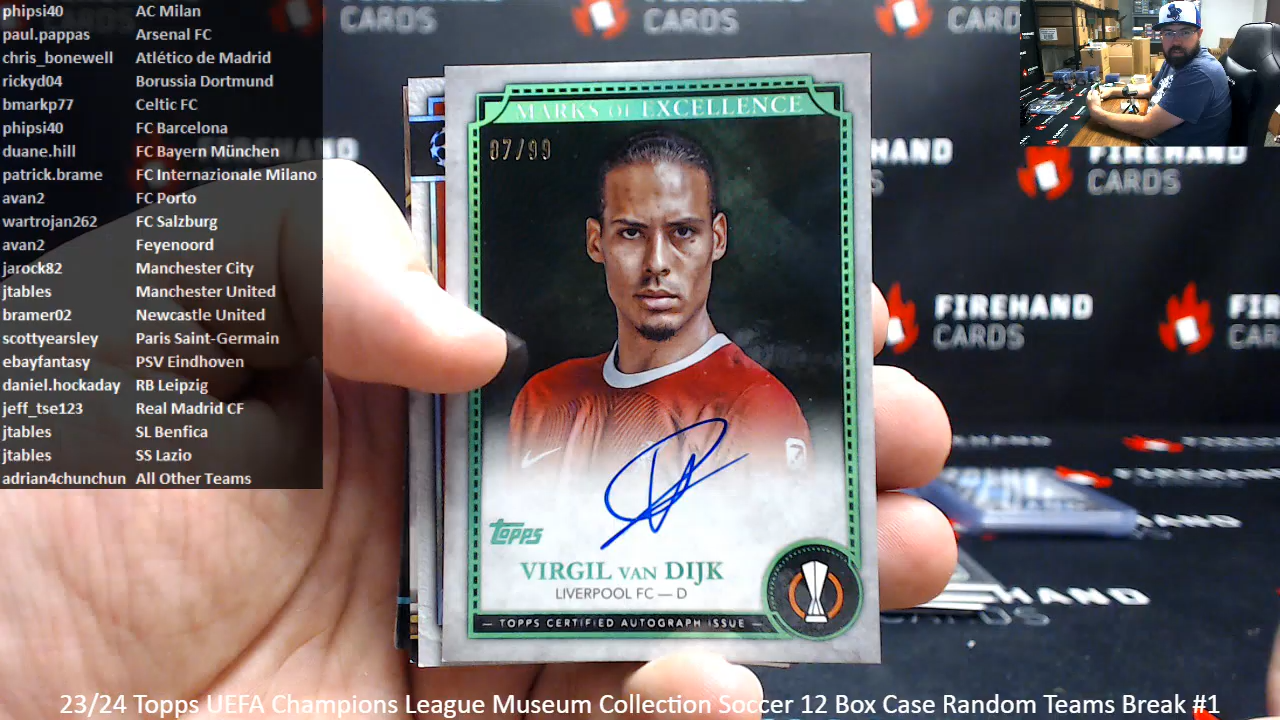 phipsi40 AC Milan
paul.pappas Arsenal FC
chris_bonewell Atlético de Madrid
rickyd04 Borussia Dortmund
bmarkp77 Celtic FC
phipsi40 FC Barcelona
duane.hill FC Bayern München
patrick.brame FC Internazionale Milano
avan2 FC Porto
wartrojan262 FC Salzburg
avan2 Feyenoord
jarock82 Manchester City
jtables Manchester United
bramer02 Newcastle United
scottyearsley Paris Saint-Germain
ebayfantasy PSV Eindhoven
daniel.hockaday RB Leipzig
jeff_tse123 Real Madrid CF
jtables SL Benfica
jtables SS Lazio
adrian4chunchun All Other Teams
CARDS
FIREHAND
CARDS
HAND
CARDS
FIREHAND
CARDS
FIR
CAR
HAND
MARKS OF EXCELLENCE
87/99
Topps
VIRGIL VAN DIJK
LIVERPOOL FC — D
— TOPPS CERTIFIED AUTOGRAPH ISSUE —
23/24 Topps UEFA Champions League Museum Collection Soccer 12 Box Case Random Teams Break #1